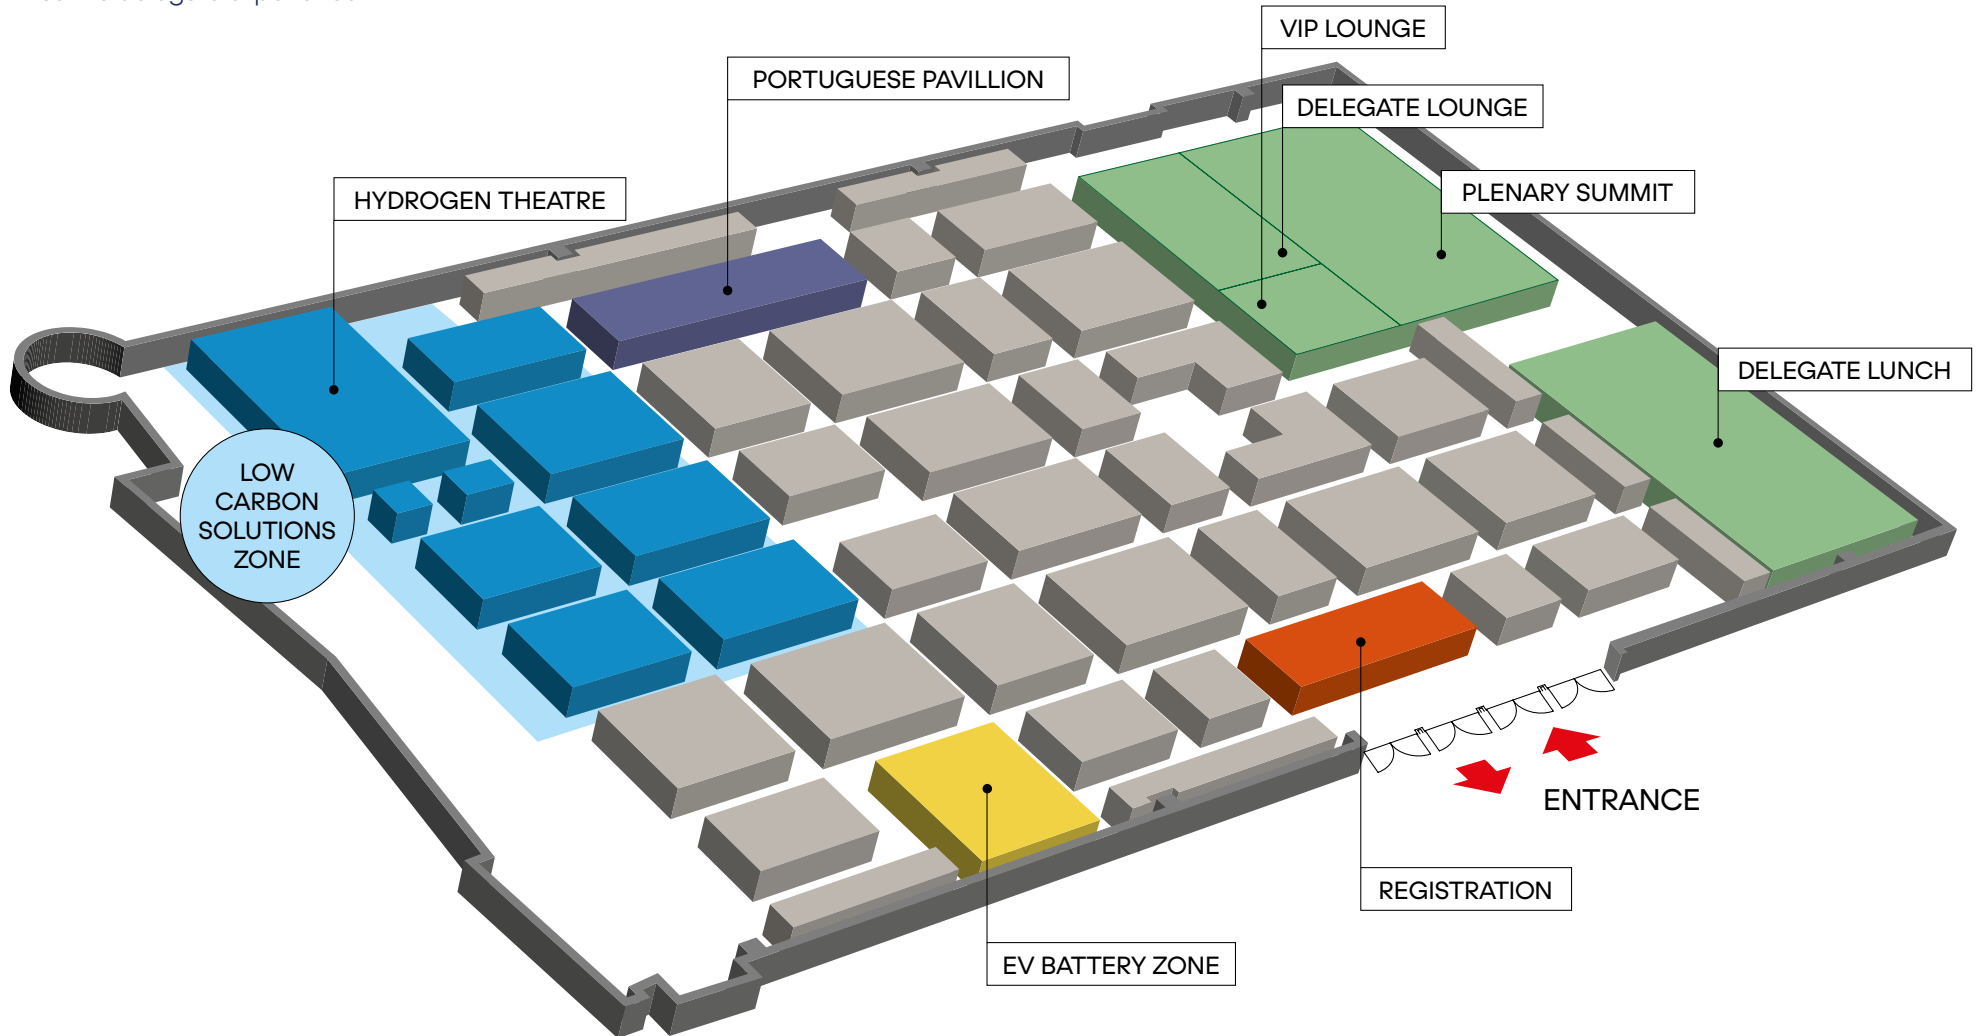 VIP LOUNGE
PORTUGUESE PAVILLION
DELEGATE LOUNGE
HYDROGEN THEATRE
PLENARY SUMMIT
DELEGATE LUNCH
LOW
CARBON
SOLUTIONS
ZONE
ENTRANCE
REGISTRATION
EV BATTERY ZONE